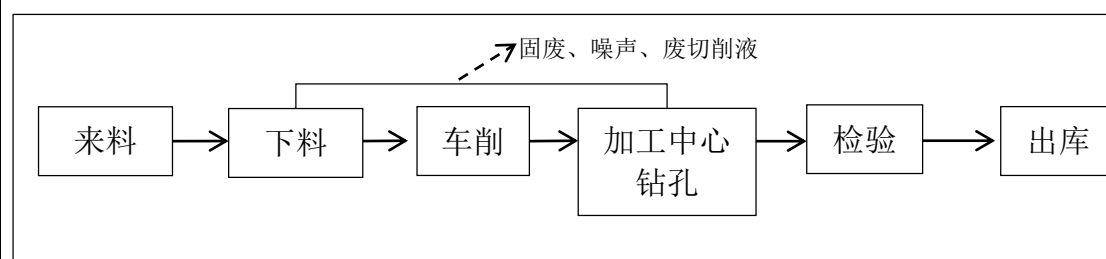 固废、噪声、废切削液
来料
下料
车削
加工中心
钻孔
检验
出库